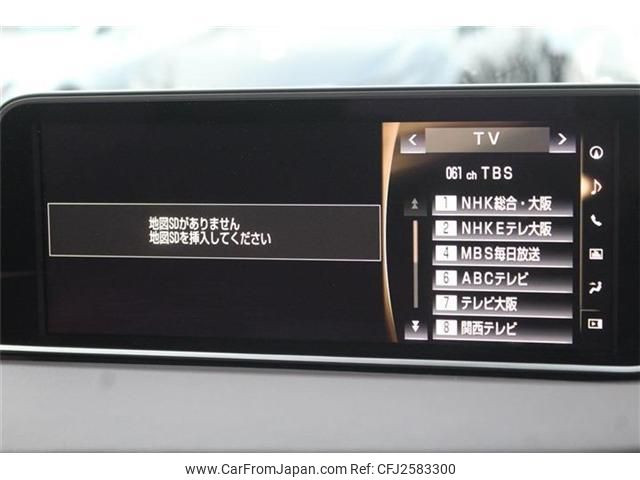 地図SDがありません
地図SDを挿入してください
< TV >
061 ch TBS
1 NHK総合・大阪
2 NHKEテレ大阪
4 MBS毎日放送
6 ABCテレビ
7 テレビ大阪
8 関西テレビ
© www.CarFromJapan.com - CFJ2583300